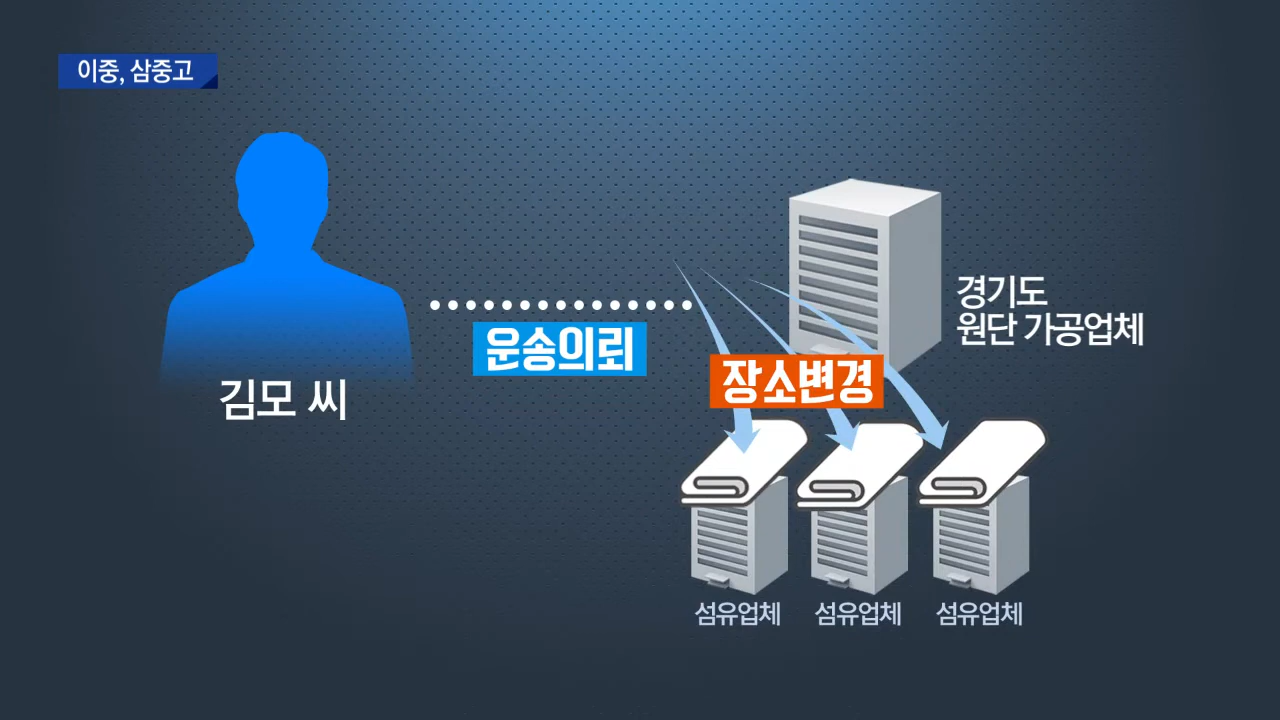 이중, 삼중고
경기도
원단 가공업체
운송의뢰
장소변경
김모 씨
섬유업체 섬유업체 섬유업체